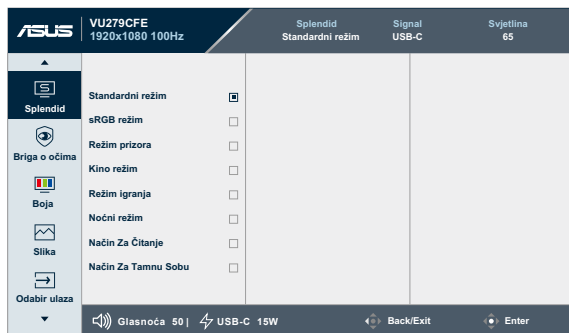 ASUS
VU279CFE
1920x1080 100Hz
Splendid
Standardni režim
Signal
USB-C
Svjetlina
65
Splendid
Briga o očima
Boja
Slika
Odabir ulaza
Standardni režim
sRGB režim
Režim prizora
Kino režim
Režim igranja
Noćni režim
Način Za Čitanje
Način Za Tamnu Sobu
Glasnoća 50 | USB-C 15W
Back/Exit
Enter